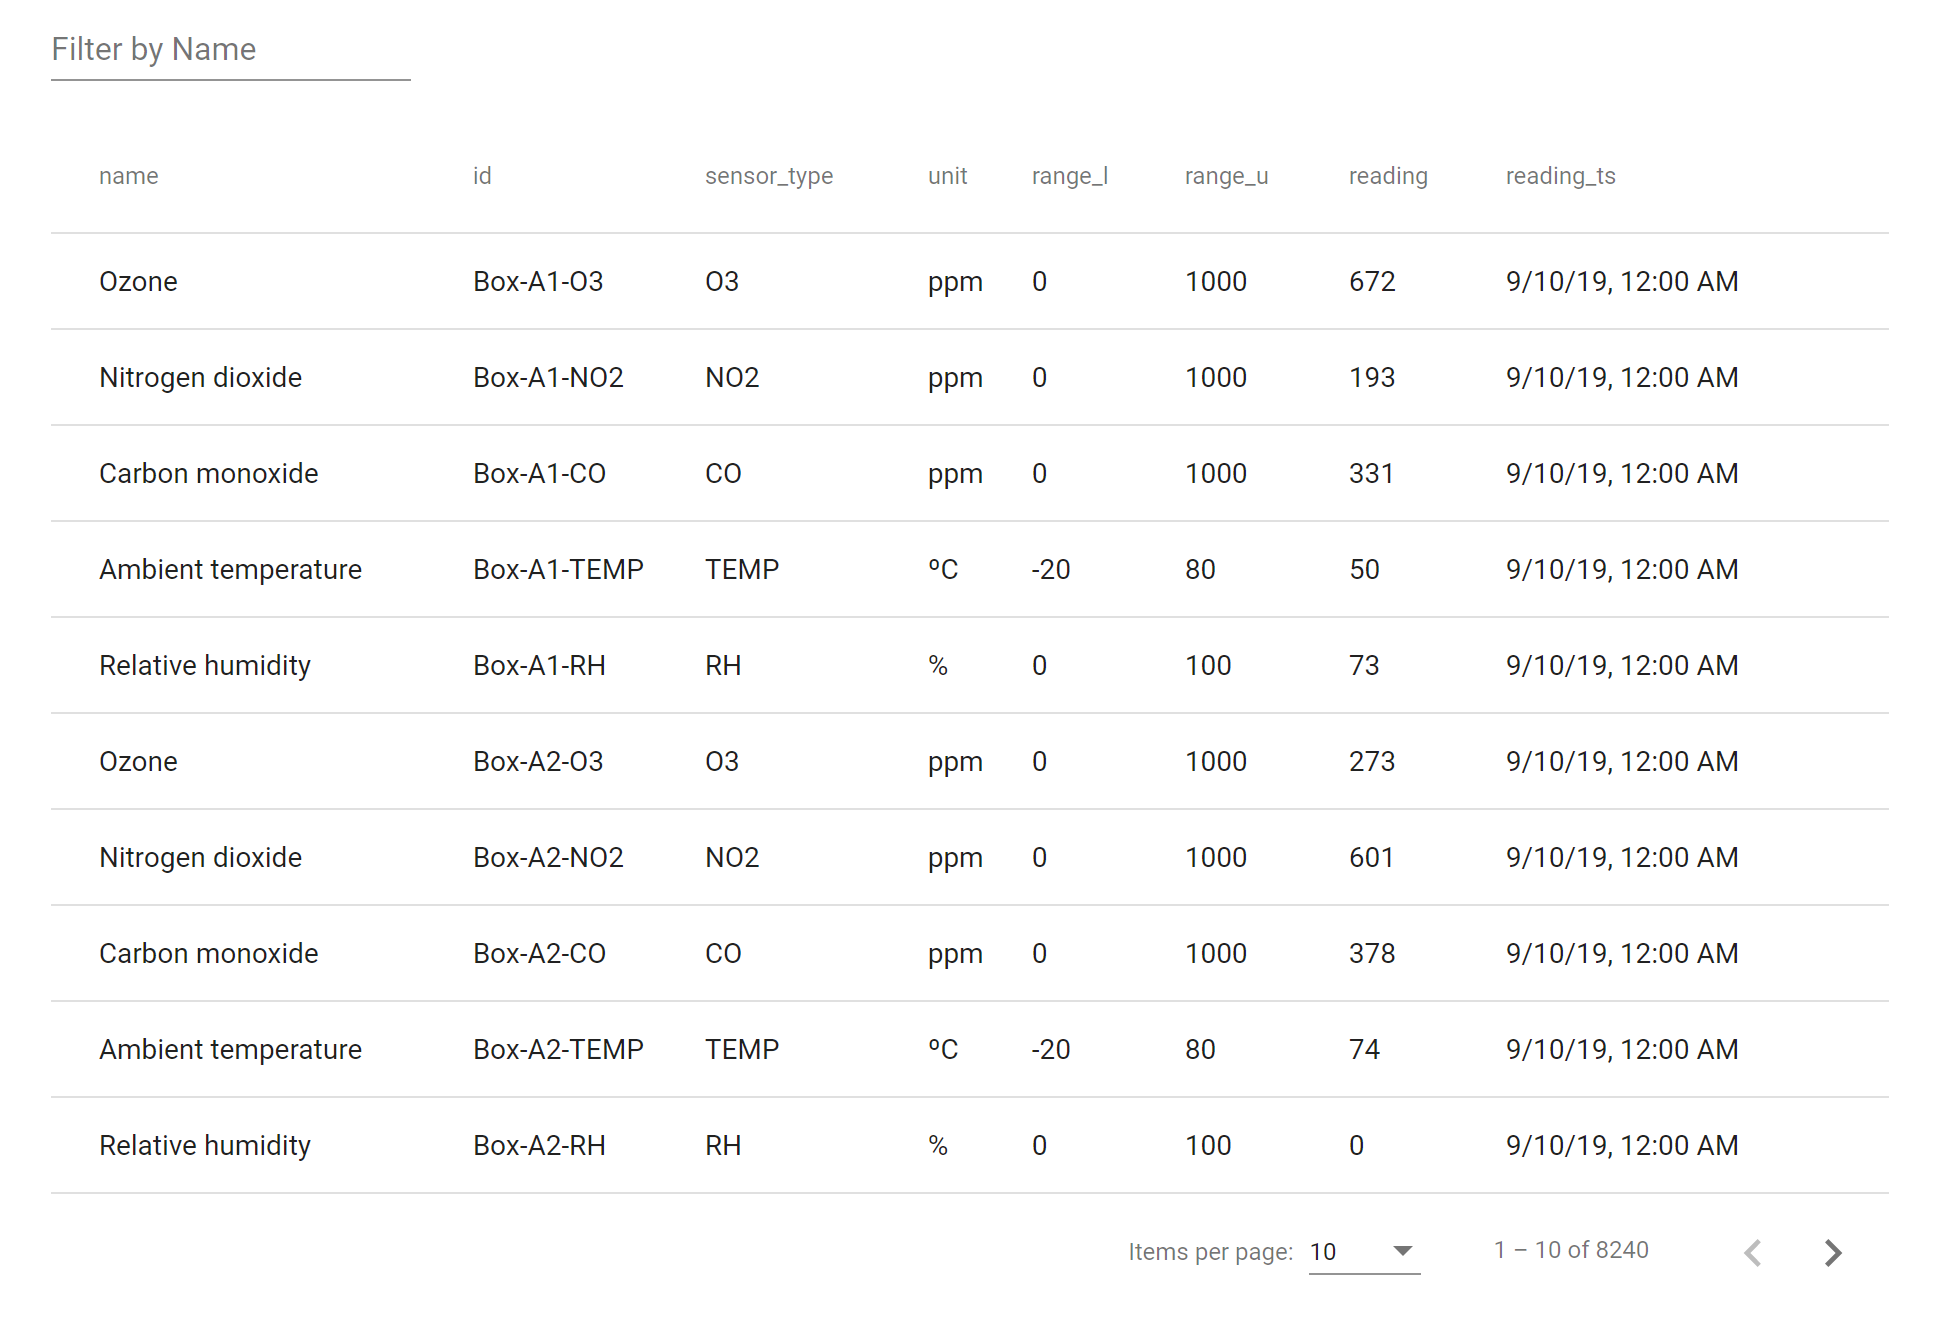 Filter by Name
name id sensor_type unit range_l range_u reading reading_ts
Ozone Box-A1-O3 O3 ppm 0 1000 672 9/10/19, 12:00 AM
Nitrogen dioxide Box-A1-NO2 NO2 ppm 0 1000 193 9/10/19, 12:00 AM
Carbon monoxide Box-A1-CO CO ppm 0 1000 331 9/10/19, 12:00 AM
Ambient temperature Box-A1-TEMP TEMP ºC -20 80 50 9/10/19, 12:00 AM
Relative humidity Box-A1-RH RH % 0 100 73 9/10/19, 12:00 AM
Ozone Box-A2-O3 O3 ppm 0 1000 273 9/10/19, 12:00 AM
Nitrogen dioxide Box-A2-NO2 NO2 ppm 0 1000 601 9/10/19, 12:00 AM
Carbon monoxide Box-A2-CO CO ppm 0 1000 378 9/10/19, 12:00 AM
Ambient temperature Box-A2-TEMP TEMP ºC -20 80 74 9/10/19, 12:00 AM
Relative humidity Box-A2-RH RH % 0 100 0 9/10/19, 12:00 AM
Items per page: 10 1 – 10 of 8240